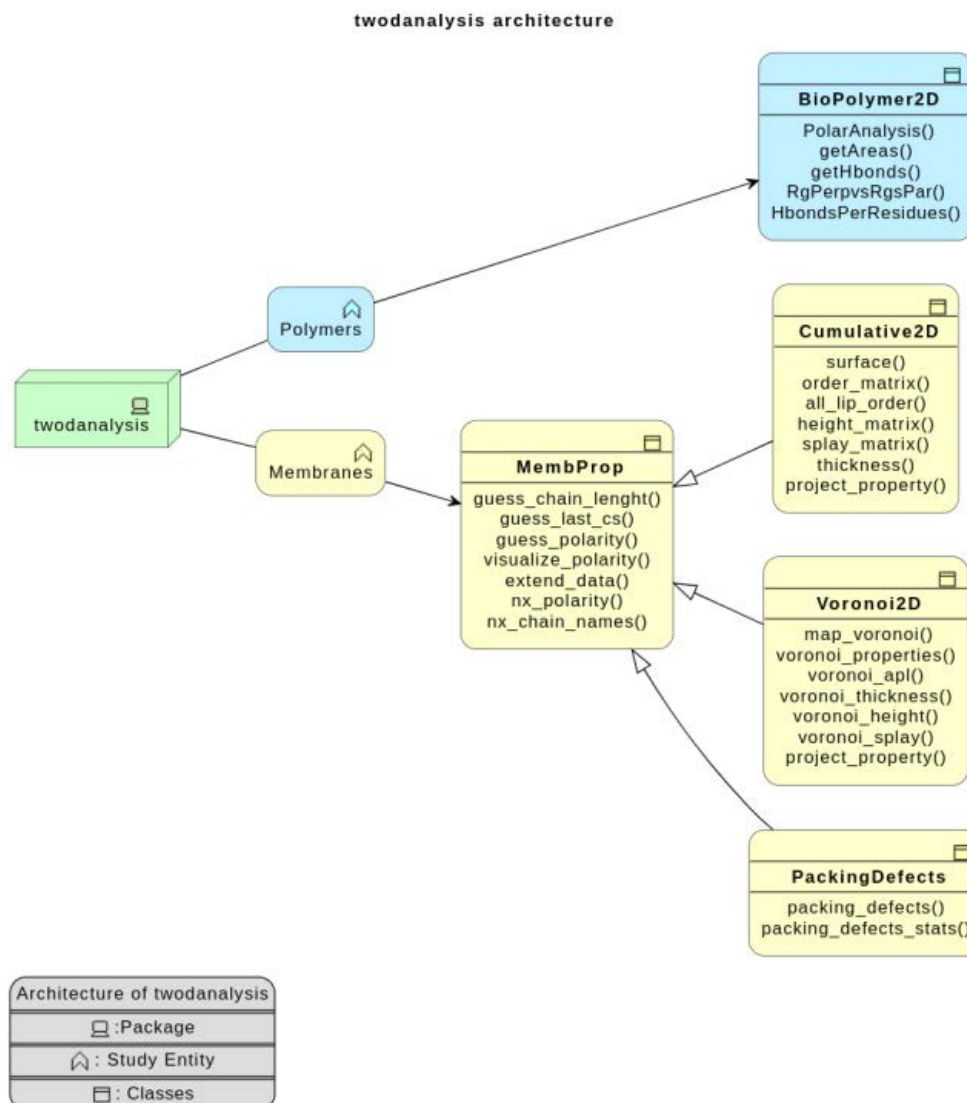 twodanalysis architecture
BioPolymer2D
PolarAnalysis()
getAreas()
getHbonds()
RgPerpvsRgsPar()
HbondsPerResidues()
Polymers
twodanalysis
Membranes
MembProp
guess_chain_lenght()
guess_last_cs()
guess_polarity()
visualize_polarity()
extend_data()
nx_polarity()
nx_chain_names()
Cumulative2D
surface()
order_matrix()
all_lip_order()
height_matrix()
splay_matrix()
thickness()
project_property()
Voronoi2D
map_voronoi()
voronoi_properties()
voronoi_apl()
voronoi_thickness()
voronoi_height()
voronoi_splay()
project_property()
PackingDefects
packing_defects()
packing_defects_stats()
Architecture of twodanalysis
:Package
: Study Entity
: Classes